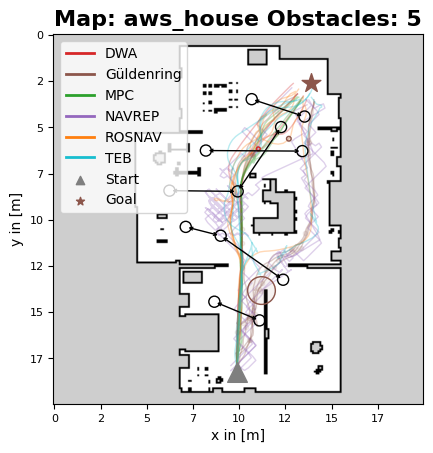 Map: aws_house Obstacles: 5
DWA
Güldenring
MPC
NAVREP
ROSNAV
TEB
Start
Goal
0
2
5
7
10
12
15
17
y in [m]
0
2
5
7
10
12
15
17
x in [m]